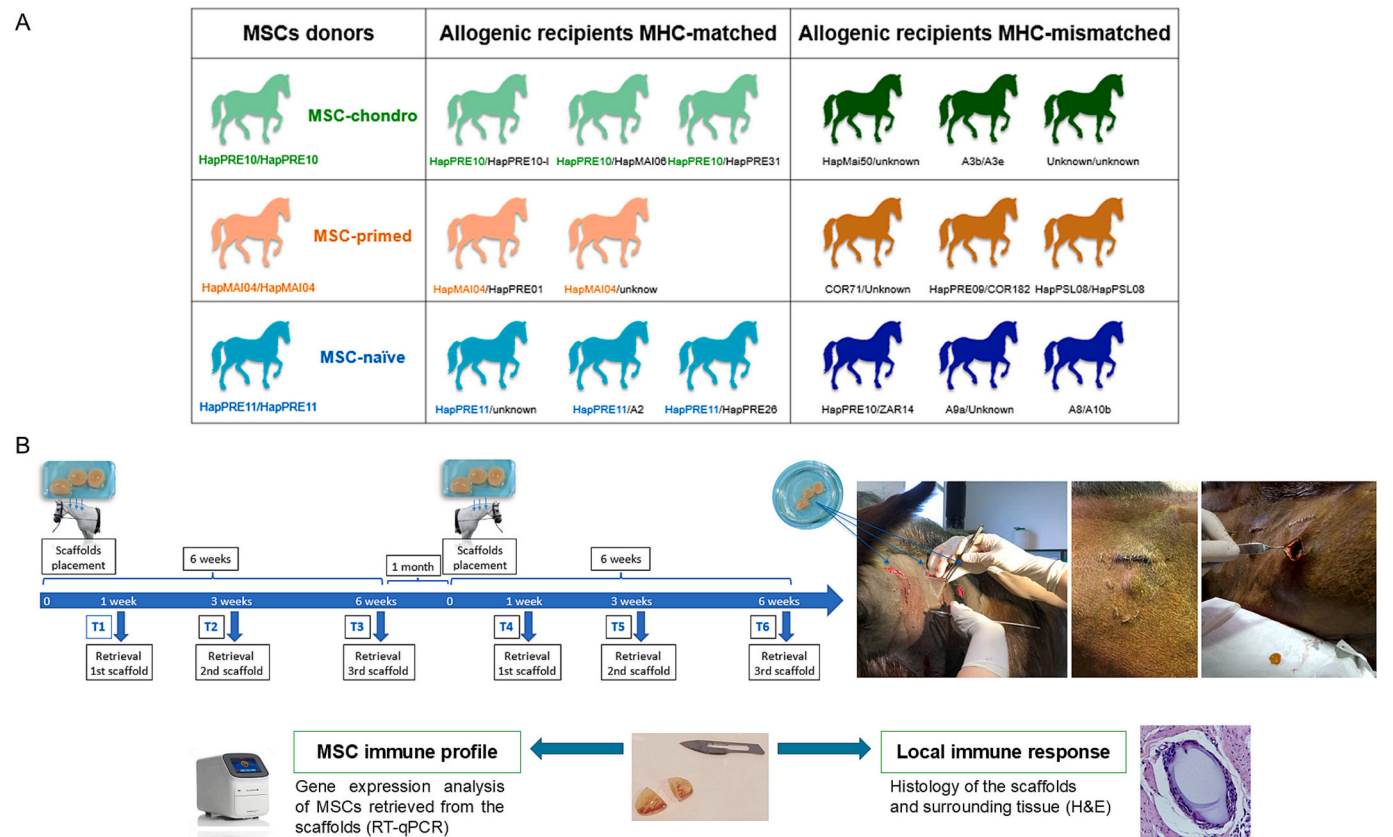 A
MSCs donors
Allogenic recipients MHC-matched
Allogenic recipients MHC-mismatched
MSC-chondro
HapPRE10/HapPRE10
HapPRE10/HapPRE10-I
HapPRE10/HapMAI06
HapPRE10/HapPRE31
HapMai50/unknown
A3b/A3e
Unknown/unknown
MSC-primed
HapMAI04/HapMAI04
HapMAI04/HapPRE01
HapMAI04/unknow
COR71/Unknown
HapPRE09/COR182
HapPSL08/HapPSL08
MSC-naïve
HapPRE11/HapPRE11
HapPRE11/unknown
HapPRE11/A2
HapPRE11/HapPRE26
HapPRE10/ZAR14
A9a/Unknown
A8/A10b
B
Scaffolds
placement
6 weeks
1 month
Scaffolds
placement
6 weeks
0
1 week
3 weeks
6 weeks
0
1 week
3 weeks
6 weeks
T1
T2
T3
T4
T5
T6
Retrieval
1st scaffold
Retrieval
2nd scaffold
Retrieval
3rd scaffold
Retrieval
1st scaffold
Retrieval
2nd scaffold
Retrieval
3rd scaffold
MSC immune profile
Gene expression analysis
of MSCs retrieved from the
scaffolds (RT-qPCR)
Local immune response
Histology of the scaffolds
and surrounding tissue (H&E)